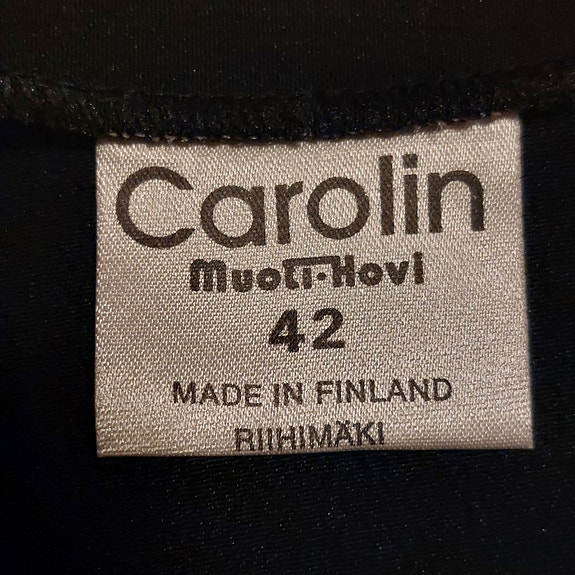 Carolin
Muoti-Hovi
42
MADE IN FINLAND
RIIHIMÄKI